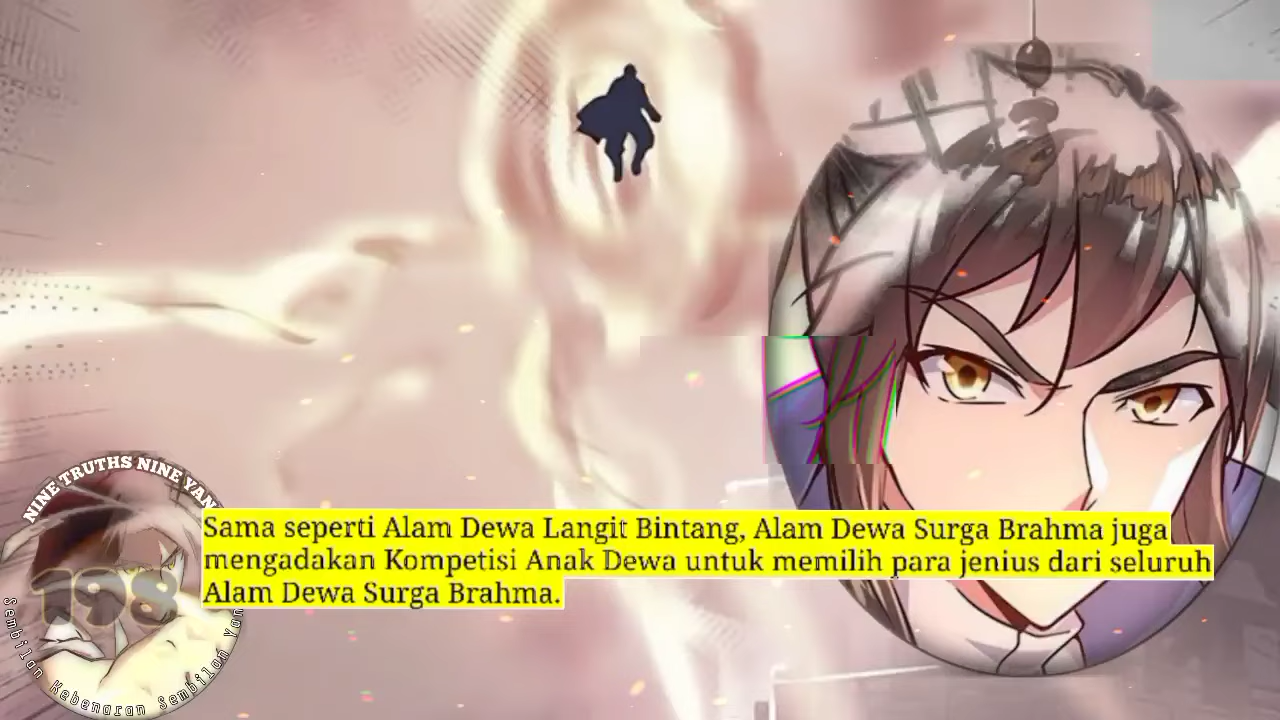 NINE TRUTHS NINE YAN
198
Sembilan Kebenaran Sembilan Yan
Sama seperti Alam Dewa Langit Bintang, Alam Dewa Surga Brahma juga
mengadakan Kompetisi Anak Dewa untuk memilih para jenius dari seluruh
Alam Dewa Surga Brahma.